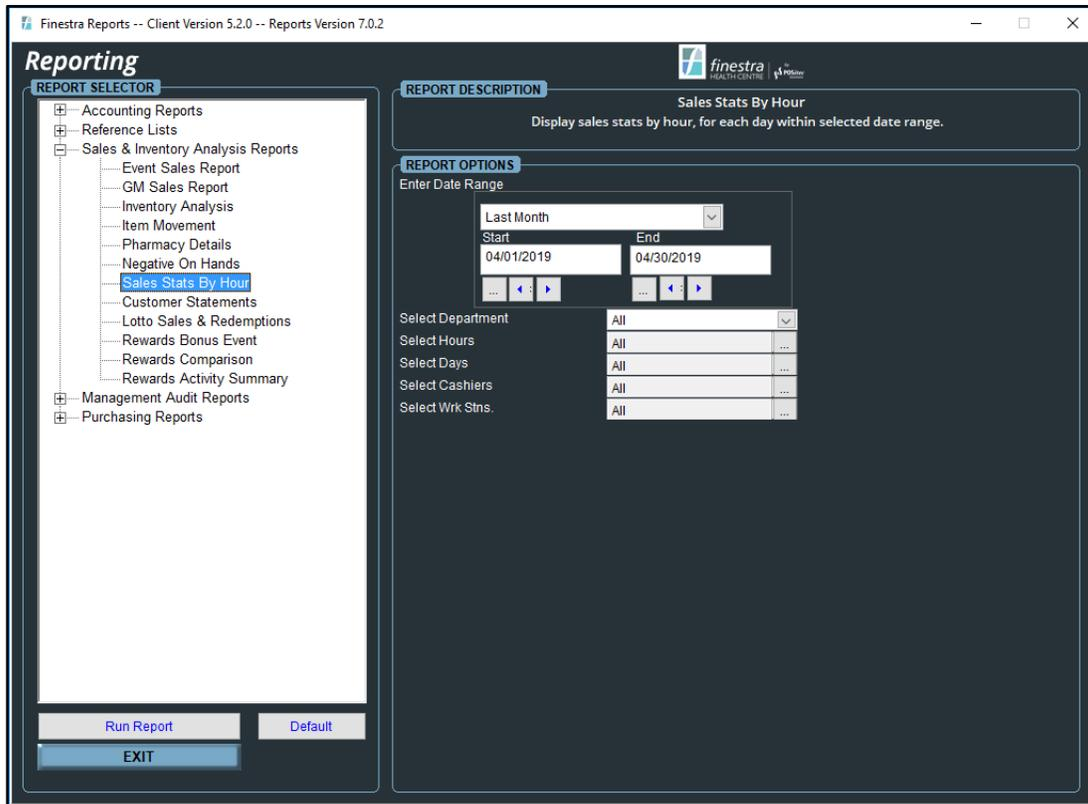 Finestra Reports -- Client Version 5.2.0 -- Reports Version 7.0.2
Reporting
finestra
HEALTH CENTRE
REPORT SELECTOR
Accounting Reports
Reference Lists
Sales & Inventory Analysis Reports
Event Sales Report
GM Sales Report
Inventory Analysis
Item Movement
Pharmacy Details
Negative On Hands
Sales Stats By Hour
Customer Statements
Lotto Sales & Redemptions
Rewards Bonus Event
Rewards Comparison
Rewards Activity Summary
Management Audit Reports
Purchasing Reports
Run Report
Default
EXIT
REPORT DESCRIPTION
Sales Stats By Hour
Display sales stats by hour, for each day within selected date range.
REPORT OPTIONS
Enter Date Range
Last Month
Start End
04/01/2019 04/30/2019
... : ... :
Select Department All
Select Hours All ...
Select Days All ...
Select Cashiers All ...
Select Wrk Stns. All ...